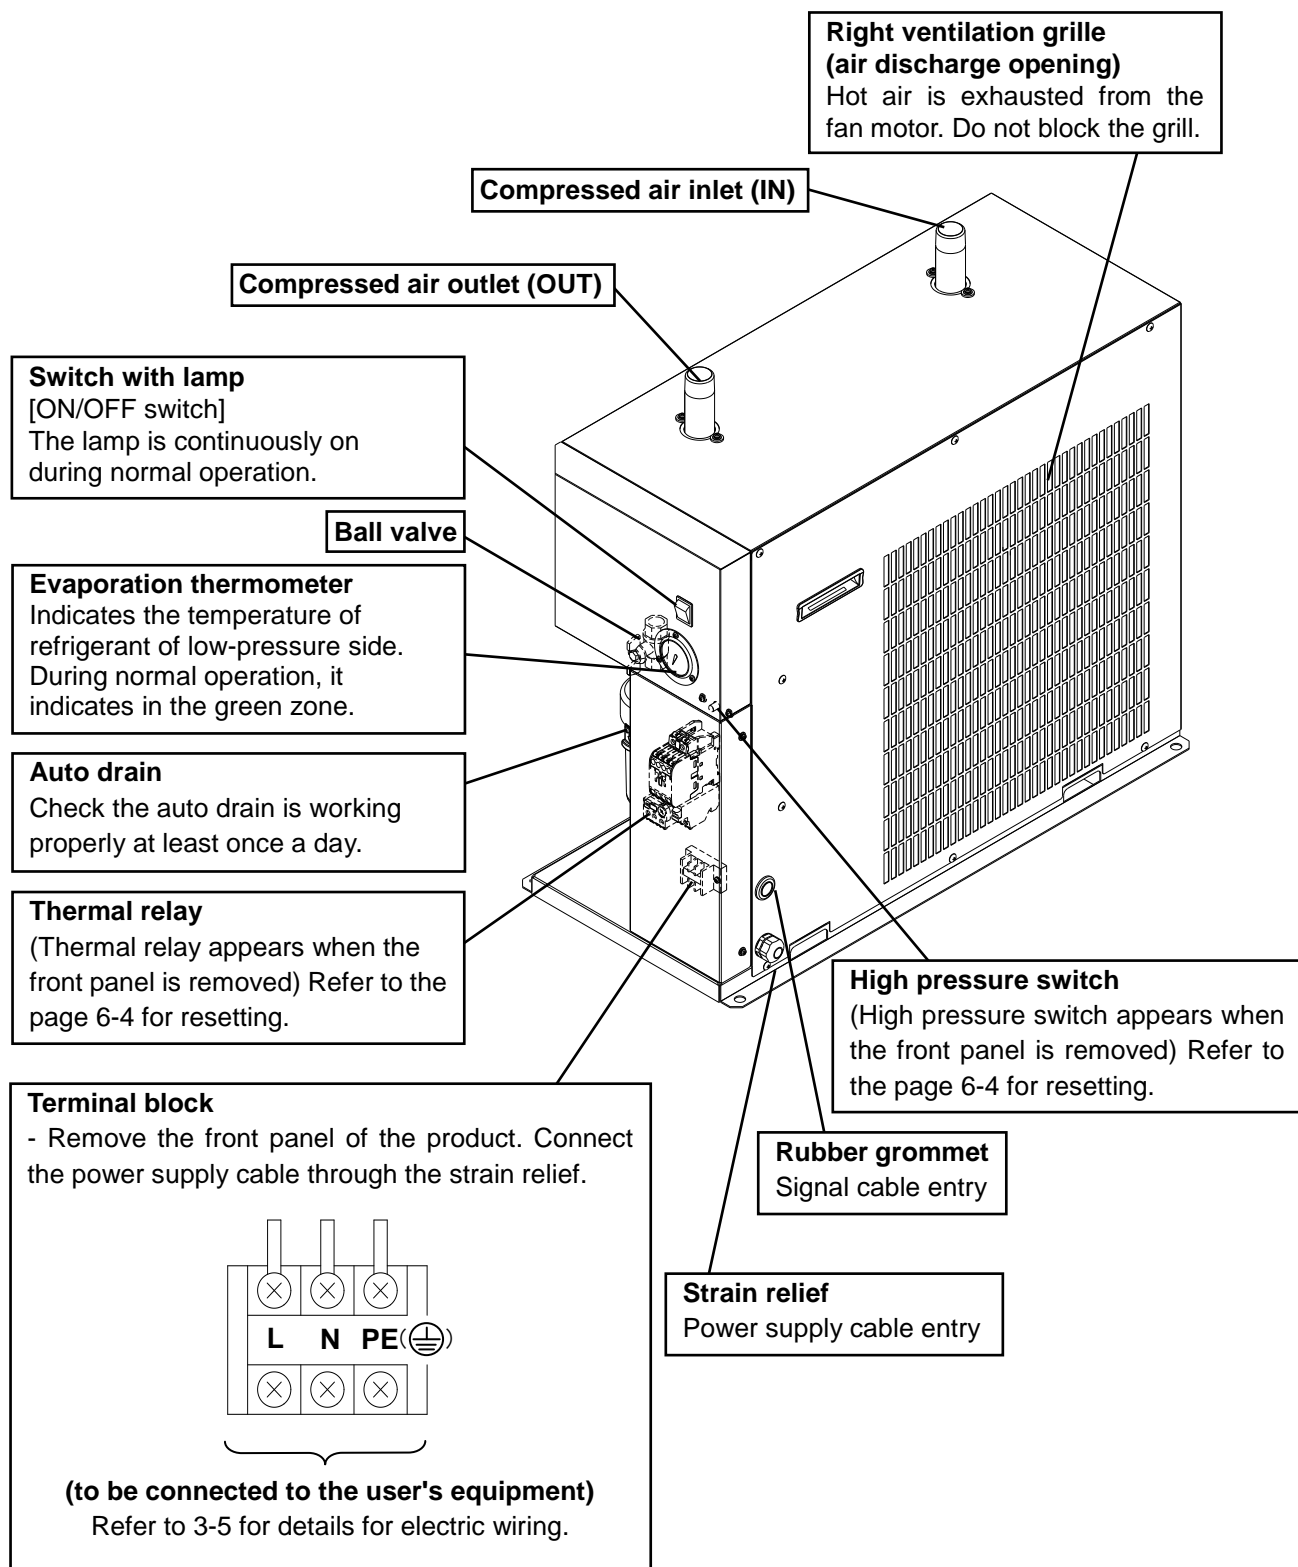 Right ventilation grille
(air discharge opening)
Hot air is exhausted from the
fan motor. Do not block the grill.
Compressed air inlet (IN)
Compressed air outlet (OUT)
Switch with lamp
[ON/OFF switch]
The lamp is continuously on
during normal operation.
Ball valve
Evaporation thermometer
Indicates the temperature of
refrigerant of low-pressure side.
During normal operation, it
indicates in the green zone.
Auto drain
Check the auto drain is working
properly at least once a day.
Thermal relay
(Thermal relay appears when the
front panel is removed) Refer to the
page 6-4 for resetting.
High pressure switch
(High pressure switch appears when
the front panel is removed) Refer to
the page 6-4 for resetting.
Terminal block
- Remove the front panel of the product. Connect
the power supply cable through the strain relief.
Rubber grommet
Signal cable entry
Strain relief
Power supply cable entry
L N PE(⏚)
(to be connected to the user's equipment)
Refer to 3-5 for details for electric wiring.